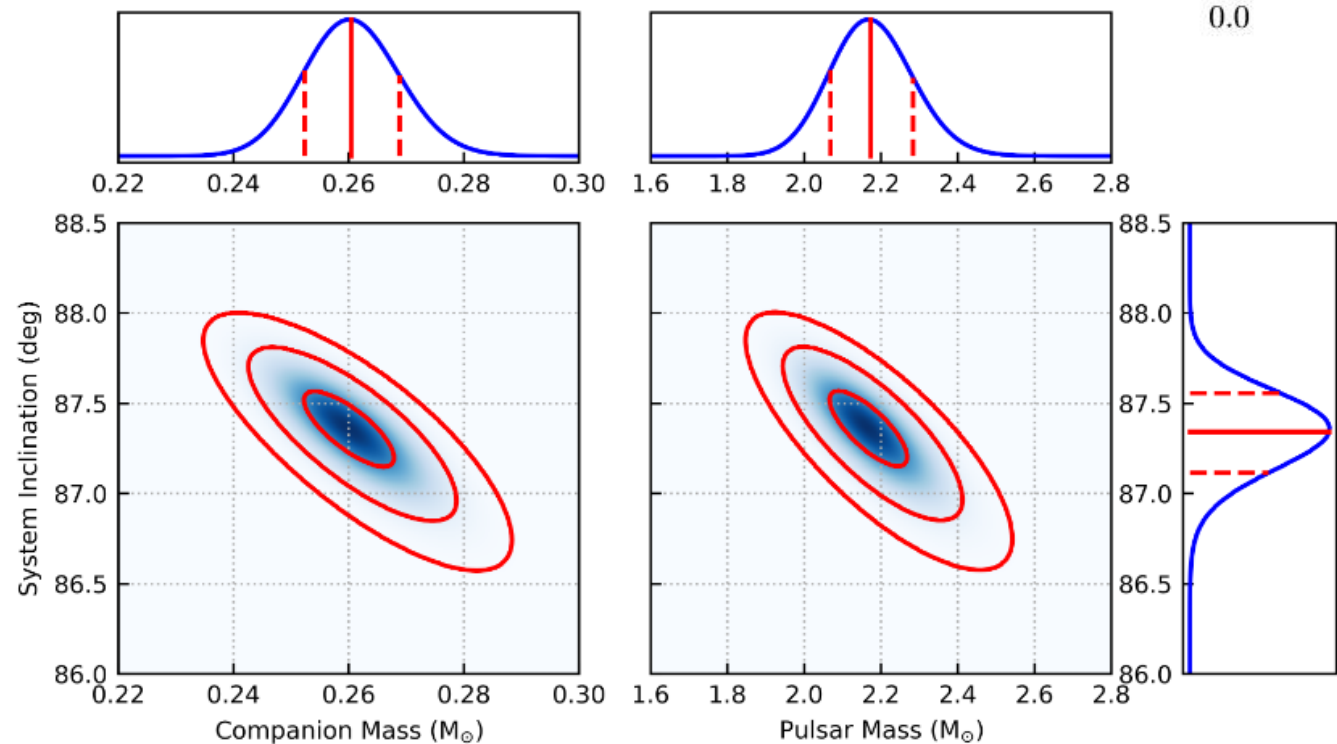 0.0
0.22 0.24 0.26 0.28 0.30
1.6 1.8 2.0 2.2 2.4 2.6 2.8
System Inclination (deg)
88.5
88.0
87.5
87.0
86.5
86.0
0.22 0.24 0.26 0.28 0.30
Companion Mass (M⊙)
1.6 1.8 2.0 2.2 2.4 2.6 2.8
Pulsar Mass (M⊙)
88.5
88.0
87.5
87.0
86.5
86.0